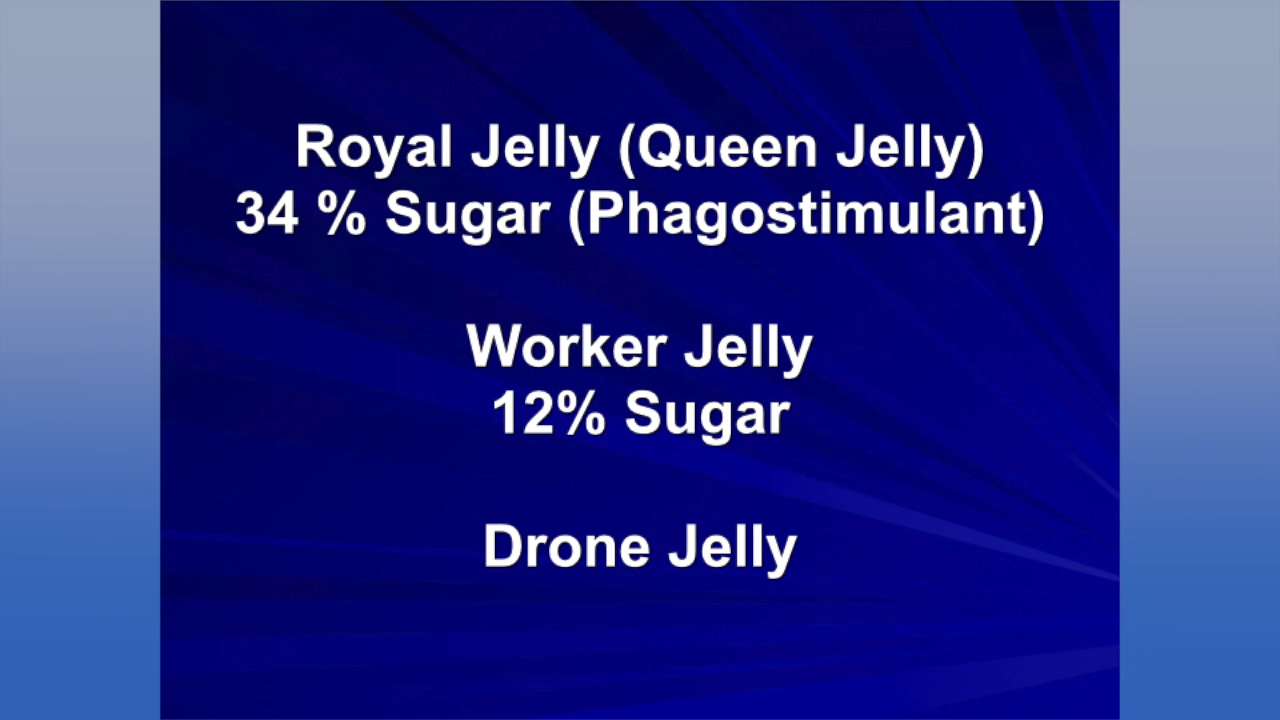 Royal Jelly (Queen Jelly)
34 % Sugar (Phagostimulant)
Worker Jelly
12% Sugar
Drone Jelly